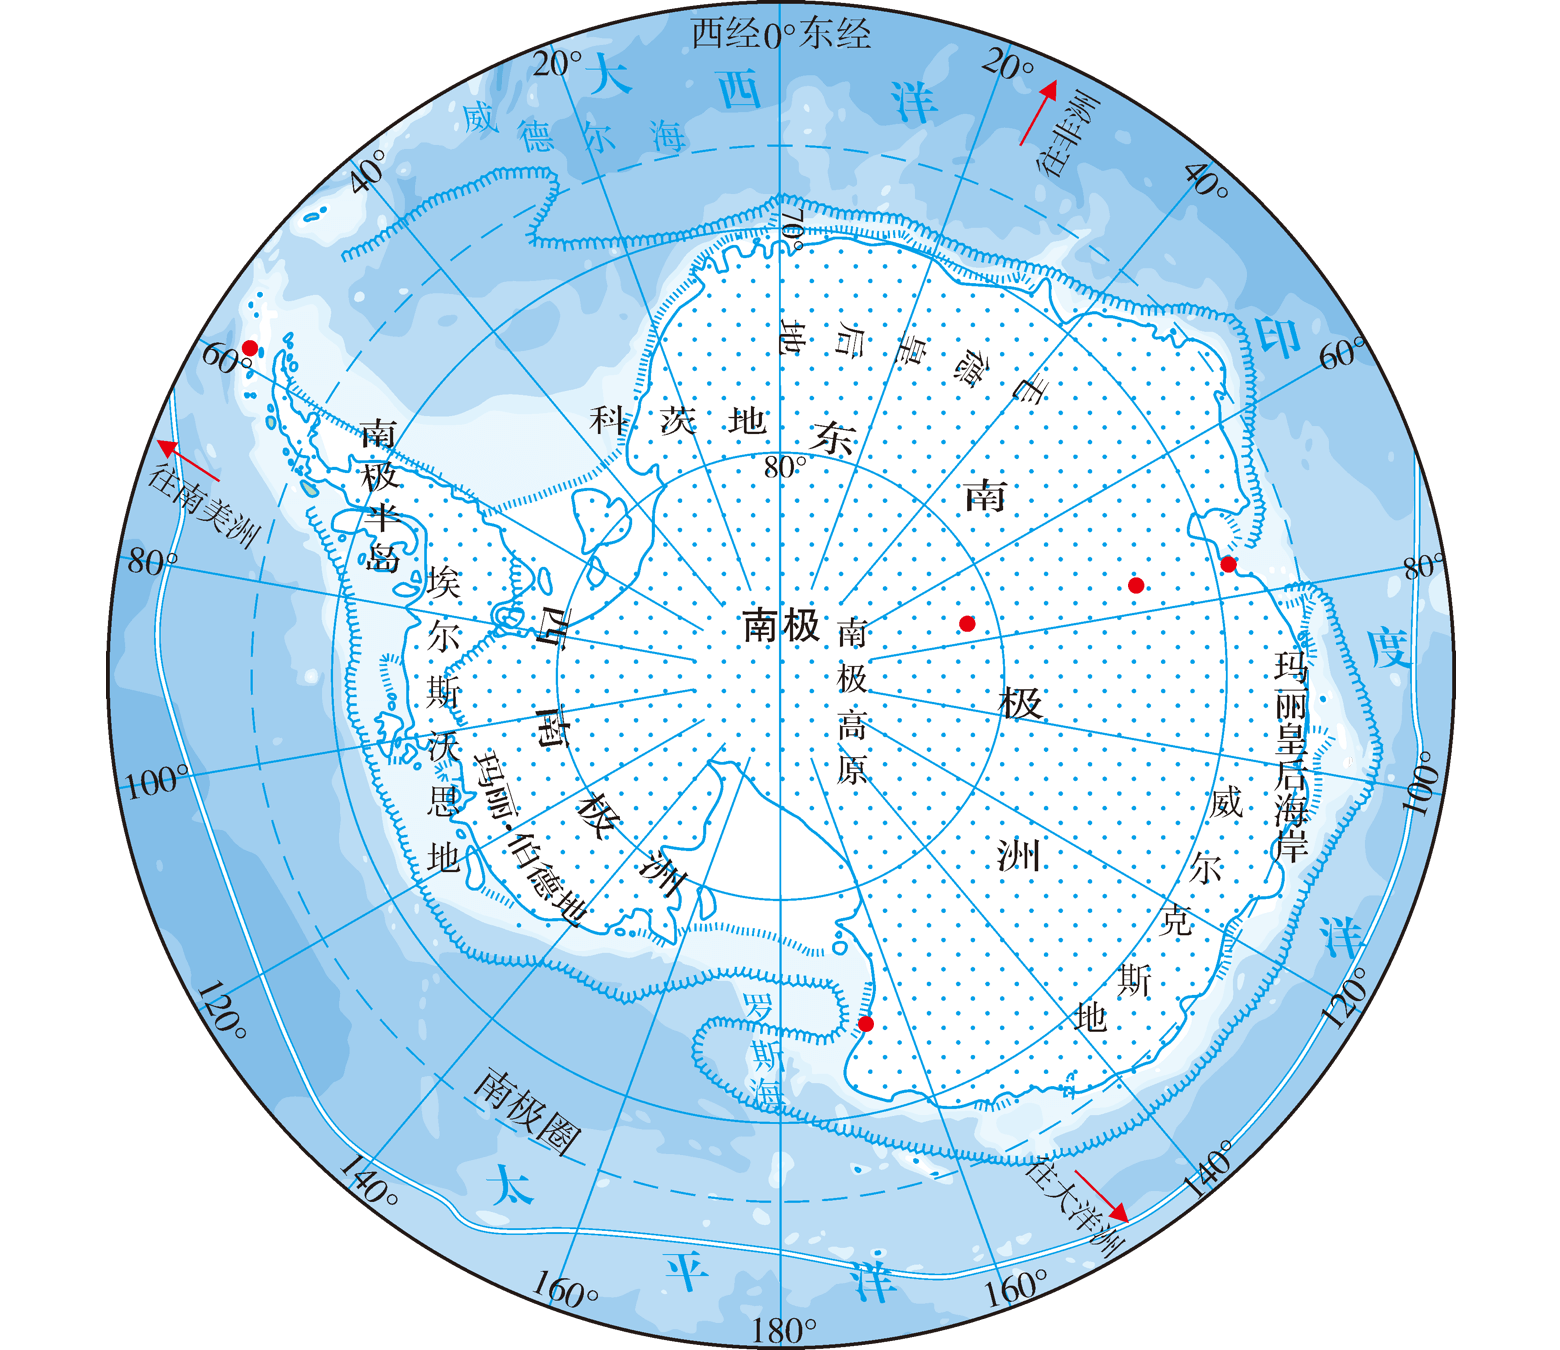 西经0°东经
20°
20°
大西洋
威德尔海
往非洲
40°
40°
70°
印度洋
毛德皇后地
60°
60°
科茨地
东南极洲
80°
南极半岛
往南美洲
80°
80°
埃尔斯沃思地
西南极洲
南极
南极高原
玛丽皇后海岸
100°
100°
玛丽·伯德地
威尔克斯地
120°
120°
罗斯海
南极圈
太平洋
往大洋洲
140°
140°
160°
160°
180°